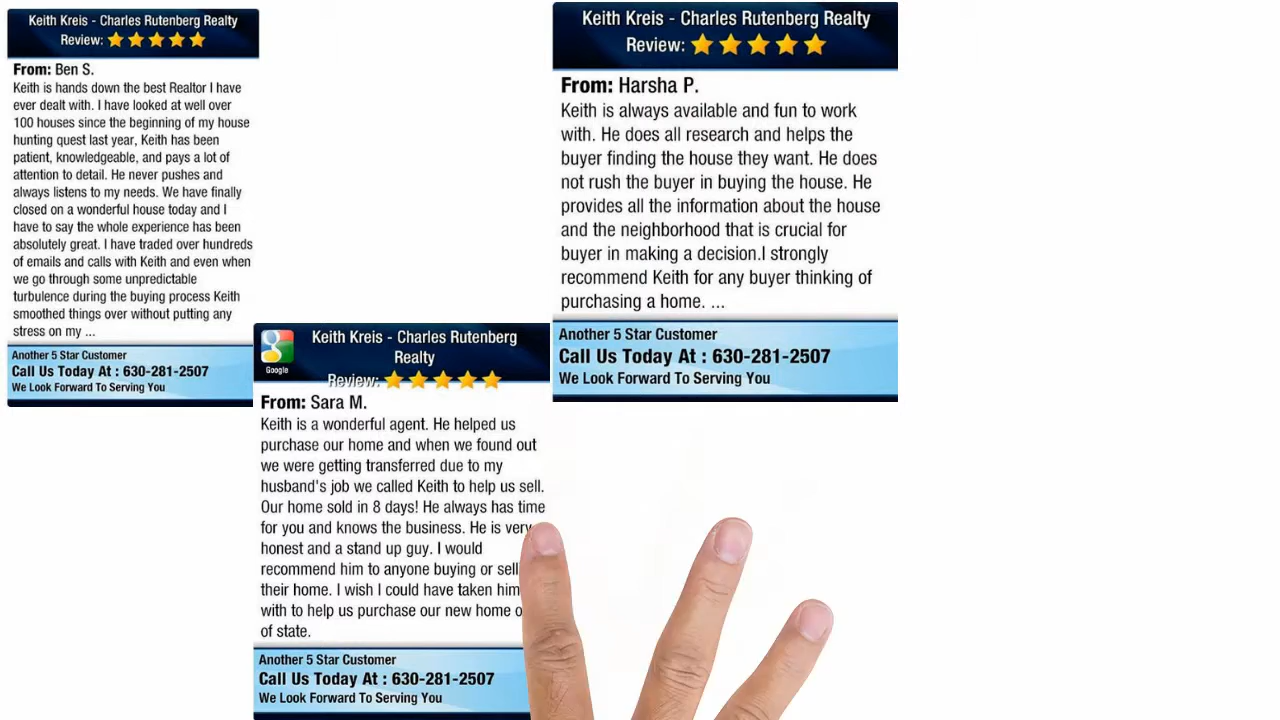 Keith Kreis - Charles Rutenberg Realty
Review:
From: Ben S.
Keith is hands down the best Realtor I have
ever dealt with. I have looked at well over
100 houses since the beginning of my house
hunting quest last year, Keith has been
patient, knowledgeable, and pays a lot of
attention to detail. He never pushes and
always listens to my needs. We have finally
closed on a wonderful house today and I
have to say the whole experience has been
absolutely great. I have traded over hundreds
of emails and calls with Keith and even when
we go through some unpredictable
turbulence during the buying process Keith
smoothed things over without putting any
stress on my ...
Another 5 Star Customer
Call Us Today At : 630-281-2507
We Look Forward To Serving You
Google
Keith Kreis - Charles Rutenberg
Realty
Review:
From: Sara M.
Keith is a wonderful agent. He helped us
purchase our home and when we found out
we were getting transferred due to my
husband's job we called Keith to help us sell.
Our home sold in 8 days! He always has time
for you and knows the business. He is very
honest and a stand up guy. I would
recommend him to anyone buying or sell
their home. I wish I could have taken him
with to help us purchase our new home
of state.
Another 5 Star Customer
Call Us Today At : 630-281-2507
We Look Forward To Serving You
Keith Kreis - Charles Rutenberg Realty
Review:
From: Harsha P.
Keith is always available and fun to work
with. He does all research and helps the
buyer finding the house they want. He does
not rush the buyer in buying the house. He
provides all the information about the house
and the neighborhood that is crucial for
buyer in making a decision.I strongly
recommend Keith for any buyer thinking of
purchasing a home. ...
Another 5 Star Customer
Call Us Today At : 630-281-2507
We Look Forward To Serving You